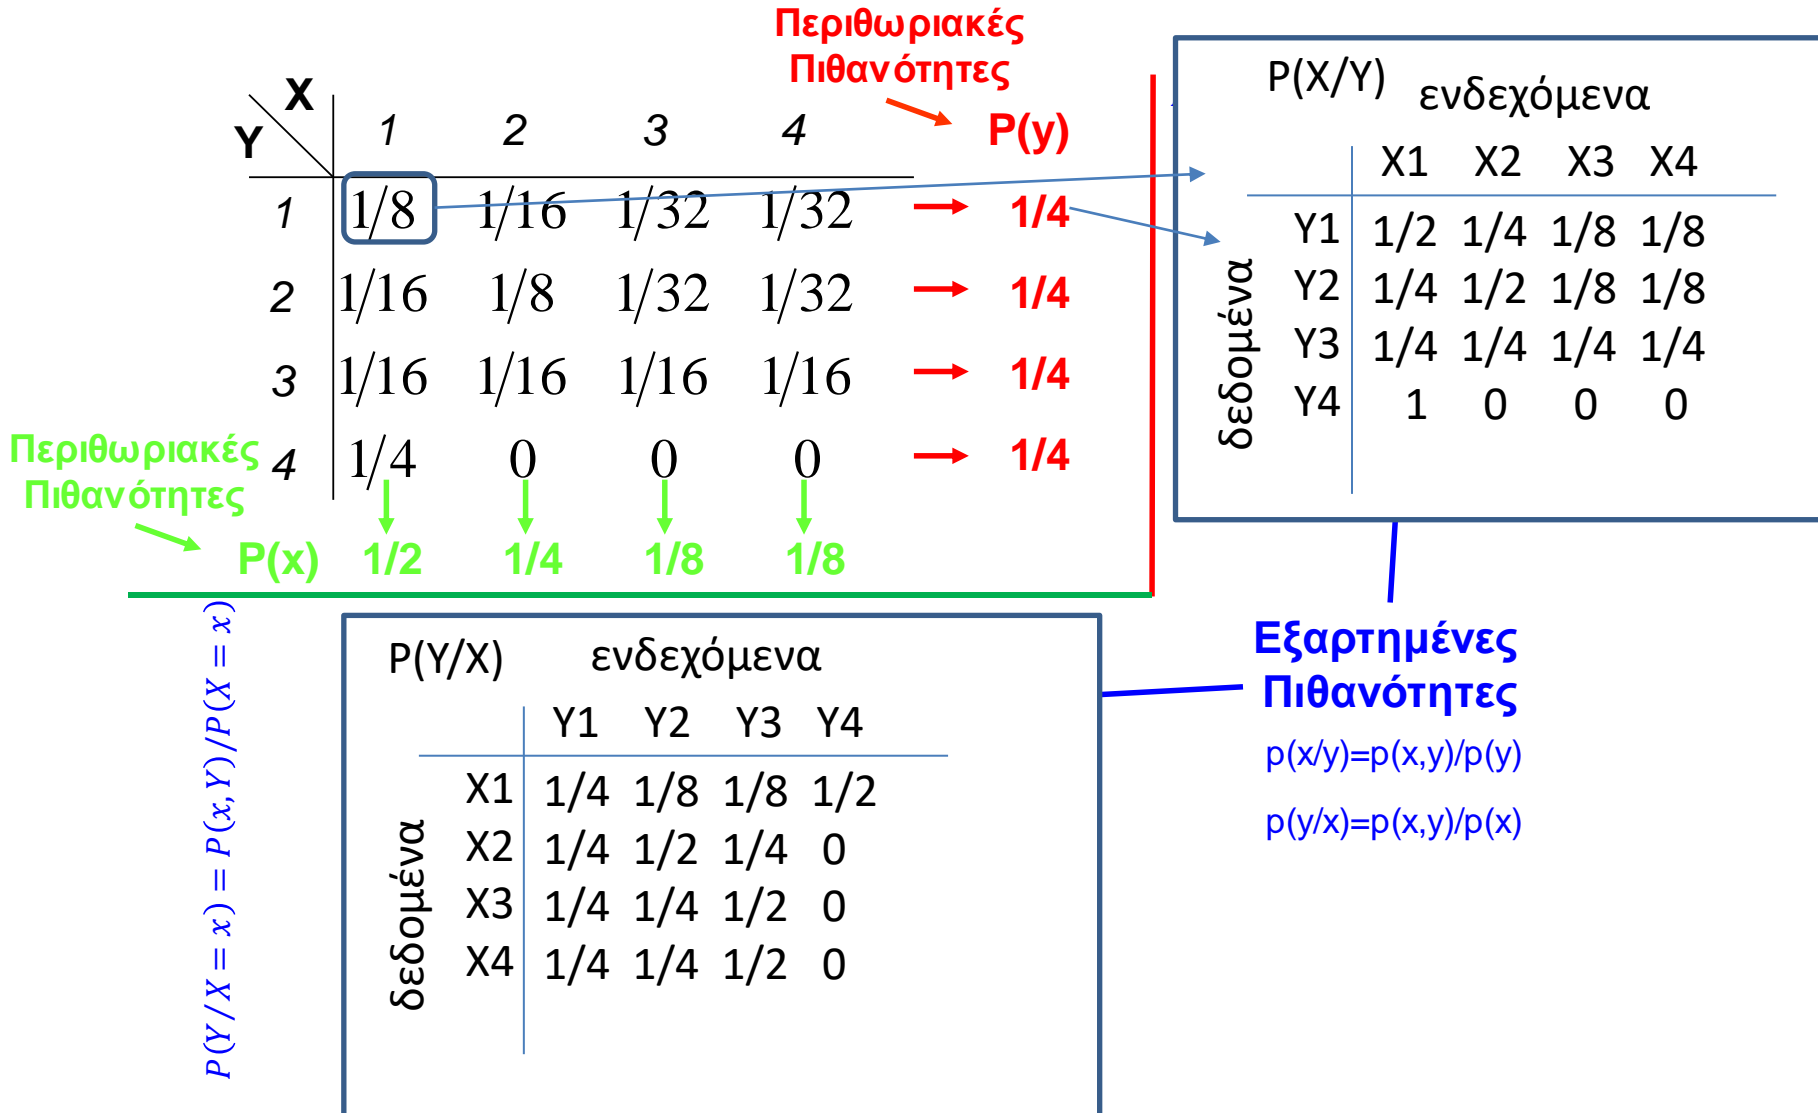 Περιθωριακές
Πιθανότητες
X
Y 1 2 3 4 P(y)
1 1/8 1/16 1/32 1/32 1/4
2 1/16 1/8 1/32 1/32 1/4
3 1/16 1/16 1/16 1/16 1/4
4 1/4 0 0 0 1/4
Περιθωριακές
Πιθανότητες
P(x) 1/2 1/4 1/8 1/8
P(X/Y) ενδεχόμενα
X1 X2 X3 X4
δεδομένα
Y1 1/2 1/4 1/8 1/8
Y2 1/4 1/2 1/8 1/8
Y3 1/4 1/4 1/4 1/4
Y4 1 0 0 0
P(Y/X = x) = P(x,Y)/P(X = x)
P(Y/X) ενδεχόμενα
Y1 Y2 Y3 Y4
δεδομένα
X1 1/4 1/8 1/8 1/2
X2 1/4 1/2 1/4 0
X3 1/4 1/4 1/2 0
X4 1/4 1/4 1/2 0
Εξαρτημένες
Πιθανότητες
p(x/y)=p(x,y)/p(y)
p(y/x)=p(x,y)/p(x)